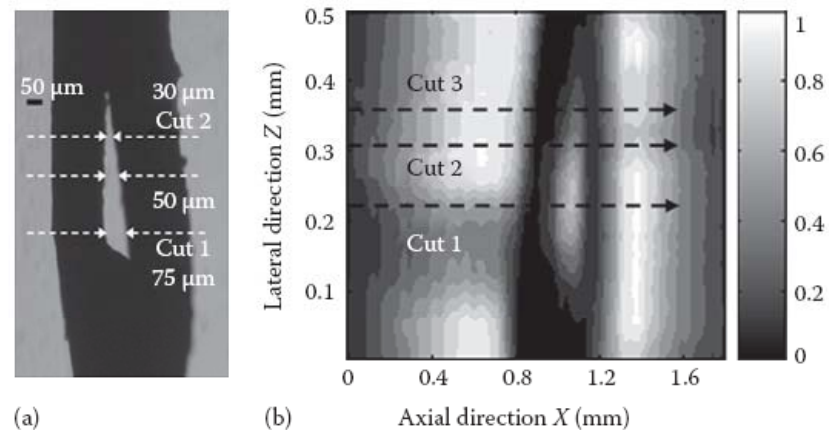 50 µm
30 µm
Cut 2
50 µm
Cut 1
75 µm
(a)
Lateral direction Z (mm)
0.5
0.4
0.3
0.2
0.1
Cut 3
Cut 2
Cut 1
0
0.4
0.8
1.2
1.6
Axial direction X (mm)
1
0.8
0.6
0.4
0.2
0
(b)